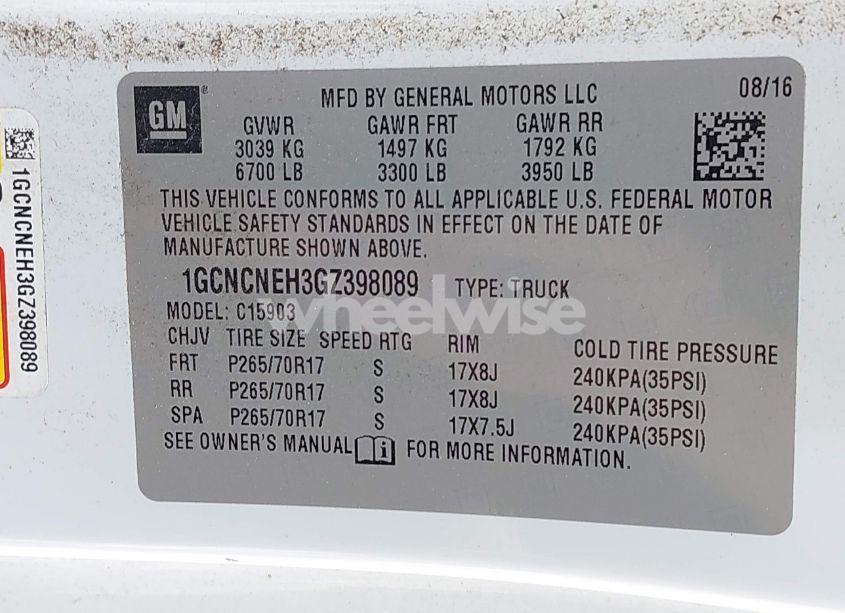 GM
MFD BY GENERAL MOTORS LLC 08/16
GVWR GAWR FRT GAWR RR
3039 KG 1497 KG 1792 KG
6700 LB 3300 LB 3950 LB
THIS VEHICLE CONFORMS TO ALL APPLICABLE U.S. FEDERAL MOTOR
VEHICLE SAFETY STANDARDS IN EFFECT ON THE DATE OF
MANUFACTURE SHOWN ABOVE.
1GCNCNEH3GZ398089 TYPE: TRUCK
MODEL: C15903
CHJV TIRE SIZE SPEED RTG RIM COLD TIRE PRESSURE
FRT P265/70R17 S 17X8J 240KPA(35PSI)
RR P265/70R17 S 17X8J 240KPA(35PSI)
SPA P265/70R17 S 17X7.5J 240KPA(35PSI)
SEE OWNER'S MANUAL FOR MORE INFORMATION.
1GCNCNEH3GZ398089
wheelwise